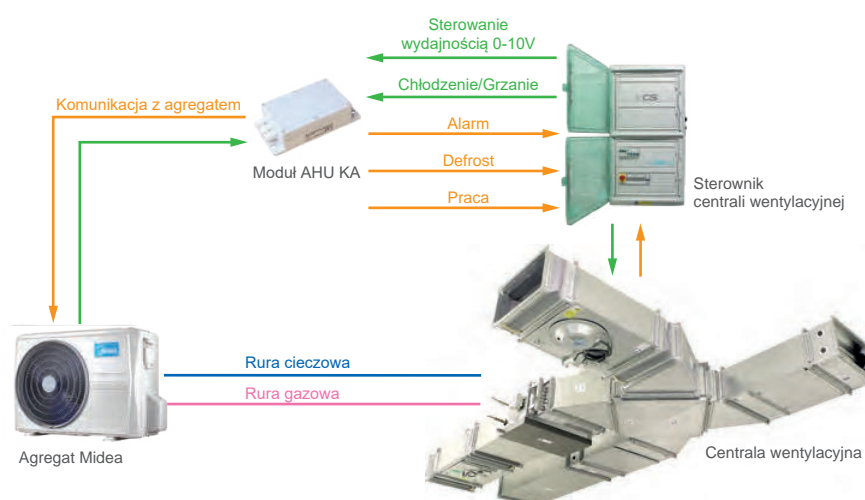 Sterowanie
wydajnością 0-10V
Chłodzenie/Grzanie
Komunikacja z agregatem
Alarm
Moduł AHU KA
Defrost
Praca
Sterownik
centrali wentylacyjnej
Rura cieczowa
Rura gazowa
Agregat Midea
Centrala wentylacyjna